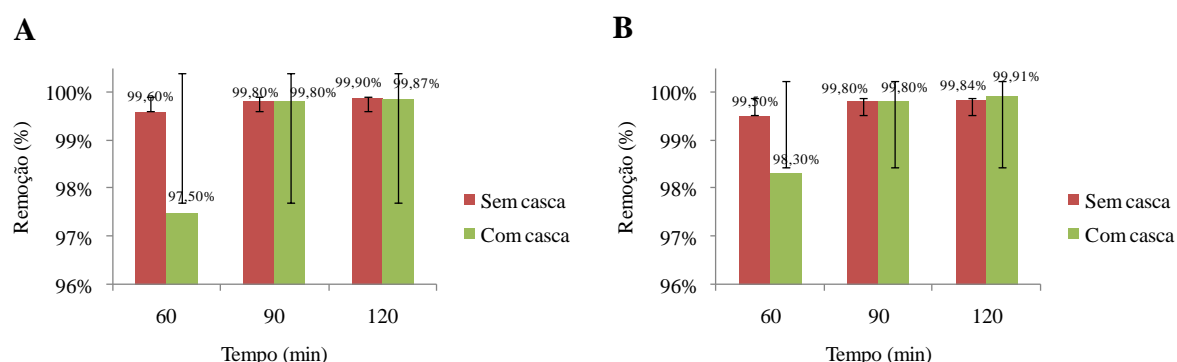 A
Remoção (%)
100%
99%
98%
97%
96%
99,60%
97,50%
99,80%
99,80%
99,90%
99,87%
60
90
120
Tempo (min)
Sem casca
Com casca
B
Remoção (%)
100%
99%
98%
97%
96%
99,50%
98,30%
99,80%
99,80%
99,84%
99,91%
60
90
120
Tempo (min)
Sem casca
Com casca